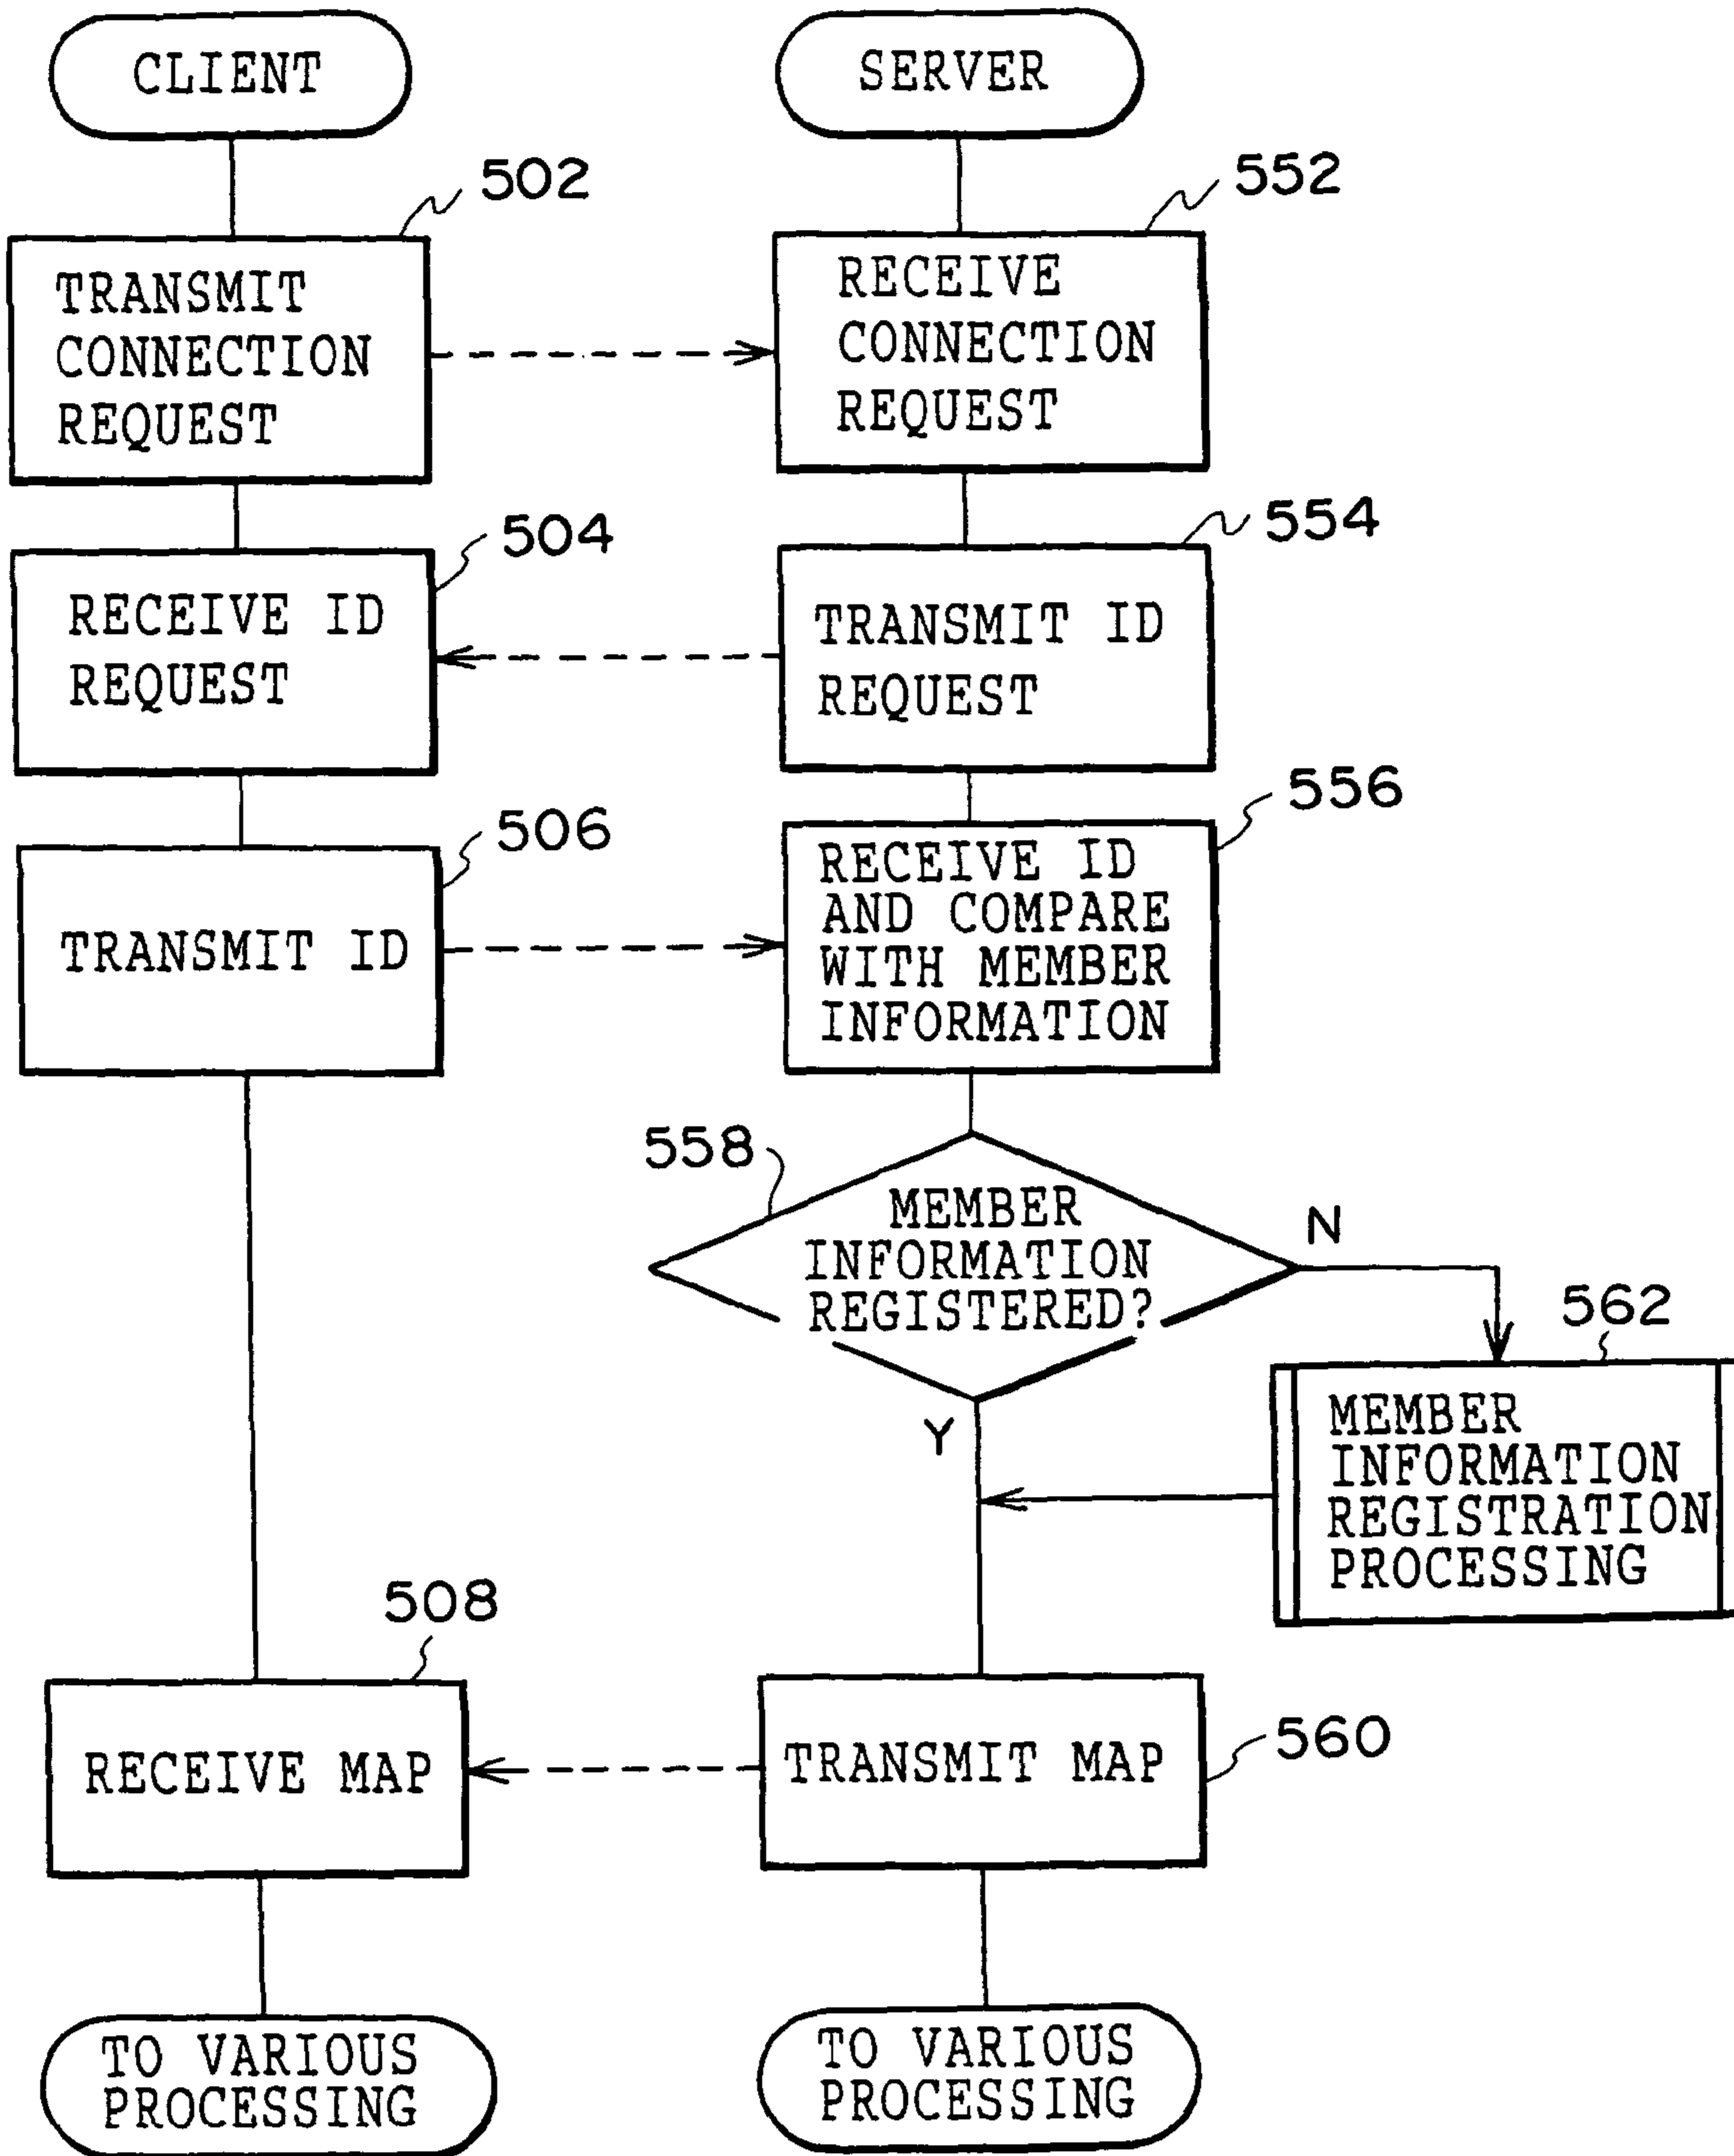 CLIENT
SERVER
502
552
TRANSMIT
CONNECTION
REQUEST
RECEIVE
CONNECTION
REQUEST
504
554
RECEIVE ID
REQUEST
TRANSMIT ID
REQUEST
506
556
TRANSMIT ID
RECEIVE ID
AND COMPARE
WITH MEMBER
INFORMATION
558
MEMBER
INFORMATION
REGISTERED?
N
Y
562
MEMBER
INFORMATION
REGISTRATION
PROCESSING
508
560
RECEIVE MAP
TRANSMIT MAP
TO VARIOUS
PROCESSING
TO VARIOUS
PROCESSING